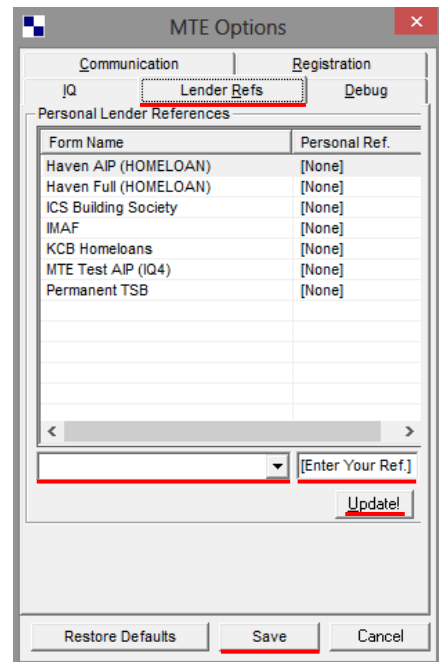 MTE Options
Communication Registration
IQ Lender Refs Debug
Personal Lender References
Form Name Personal Ref.
Haven AIP (HOMELOAN) [None]
Haven Full (HOMELOAN) [None]
ICS Building Society [None]
IMAF [None]
KCB Homeloans [None]
MTE Test AIP (IQ4) [None]
Permanent TSB [None]
[Enter Your Ref.]
Update!
Restore Defaults Save Cancel